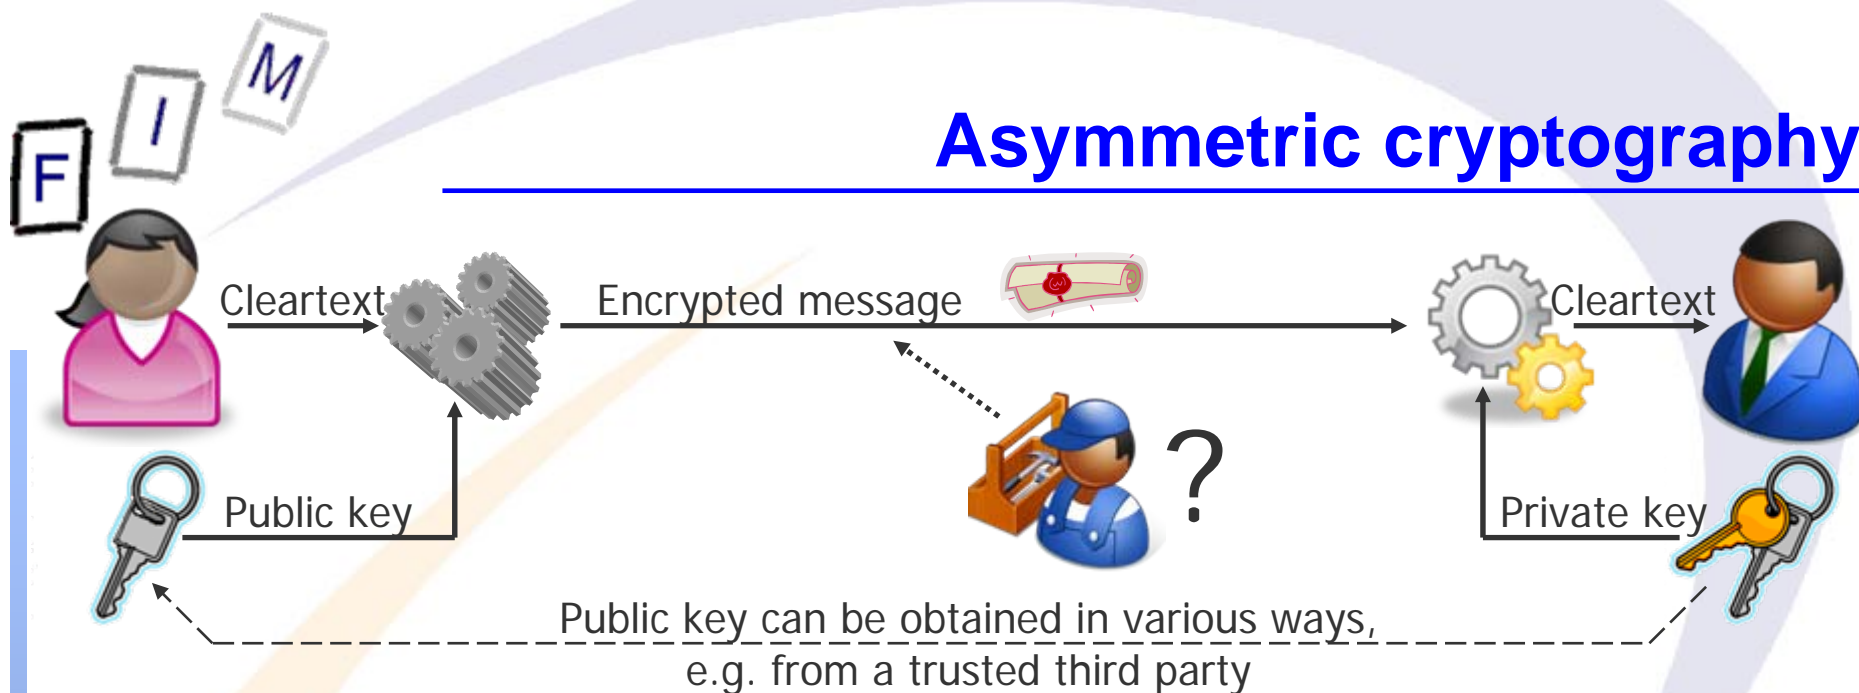 F I M
Asymmetric cryptography
Cleartext
Encrypted message
Cleartext
?
Public key
Private key
Public key can be obtained in various ways,
e.g. from a trusted third party